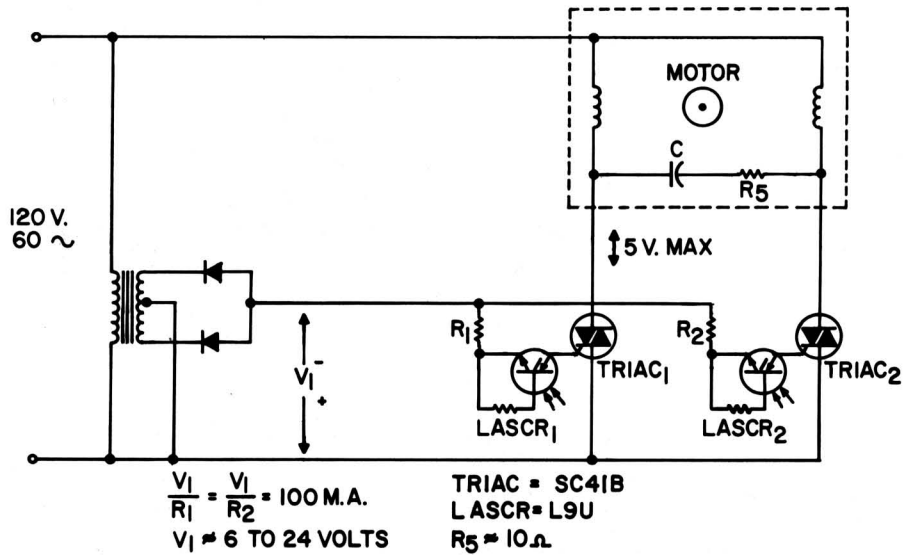 MOTOR
C
R5
120 V.
60 ~
5 V. MAX
R1
R2
V1
-
+
TRIAC1
TRIAC2
LASCR1
LASCR2
V1/R1 = V1/R2 = 100 M.A.
V1 ≈ 6 TO 24 VOLTS
TRIAC = SC41B
LASCR = L9U
R5 ≈ 10Ω